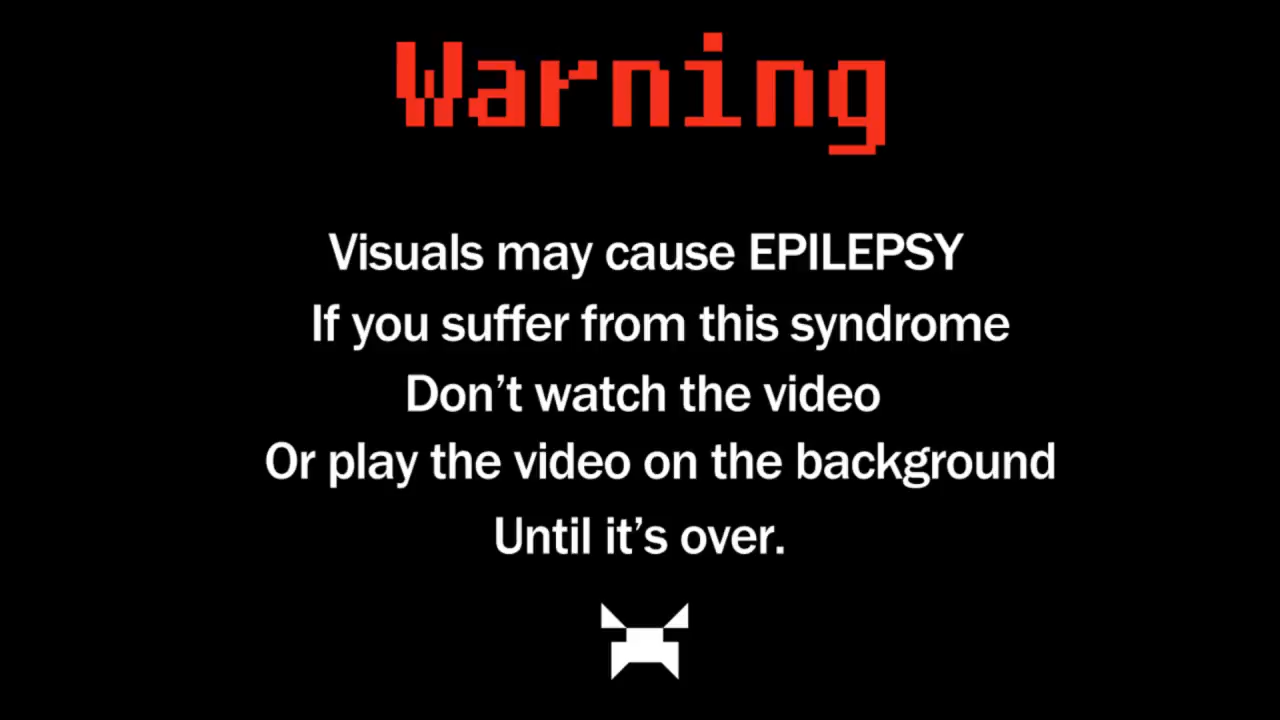 Warning
Visuals may cause EPILEPSY
If you suffer from this syndrome
Don’t watch the video
Or play the video on the background
Until it’s over.